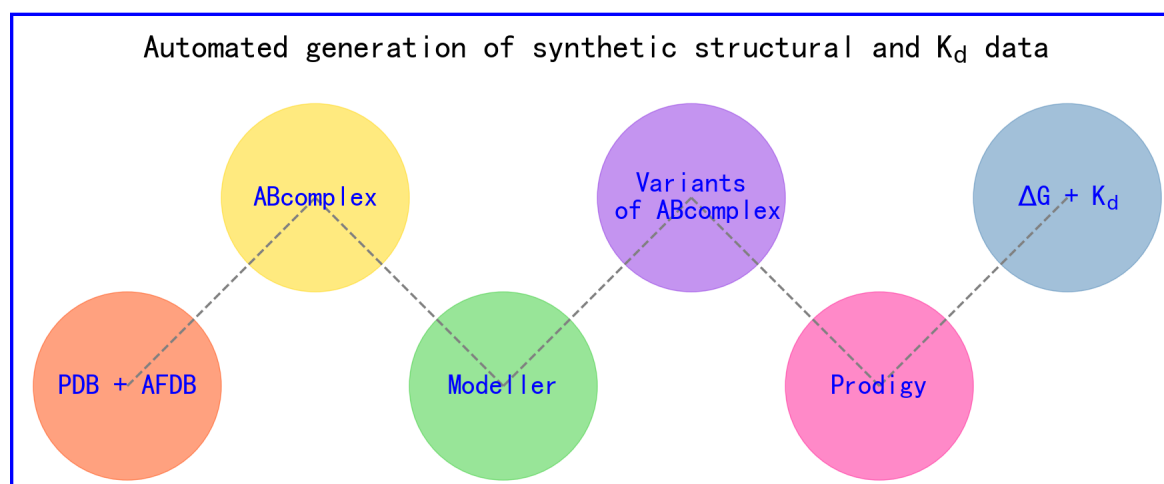 Automated generation of synthetic structural and K_d data
ABcomplex
Variants
of ABcomplex
ΔG + K_d
PDB + AFDB
Modeller
Prodigy